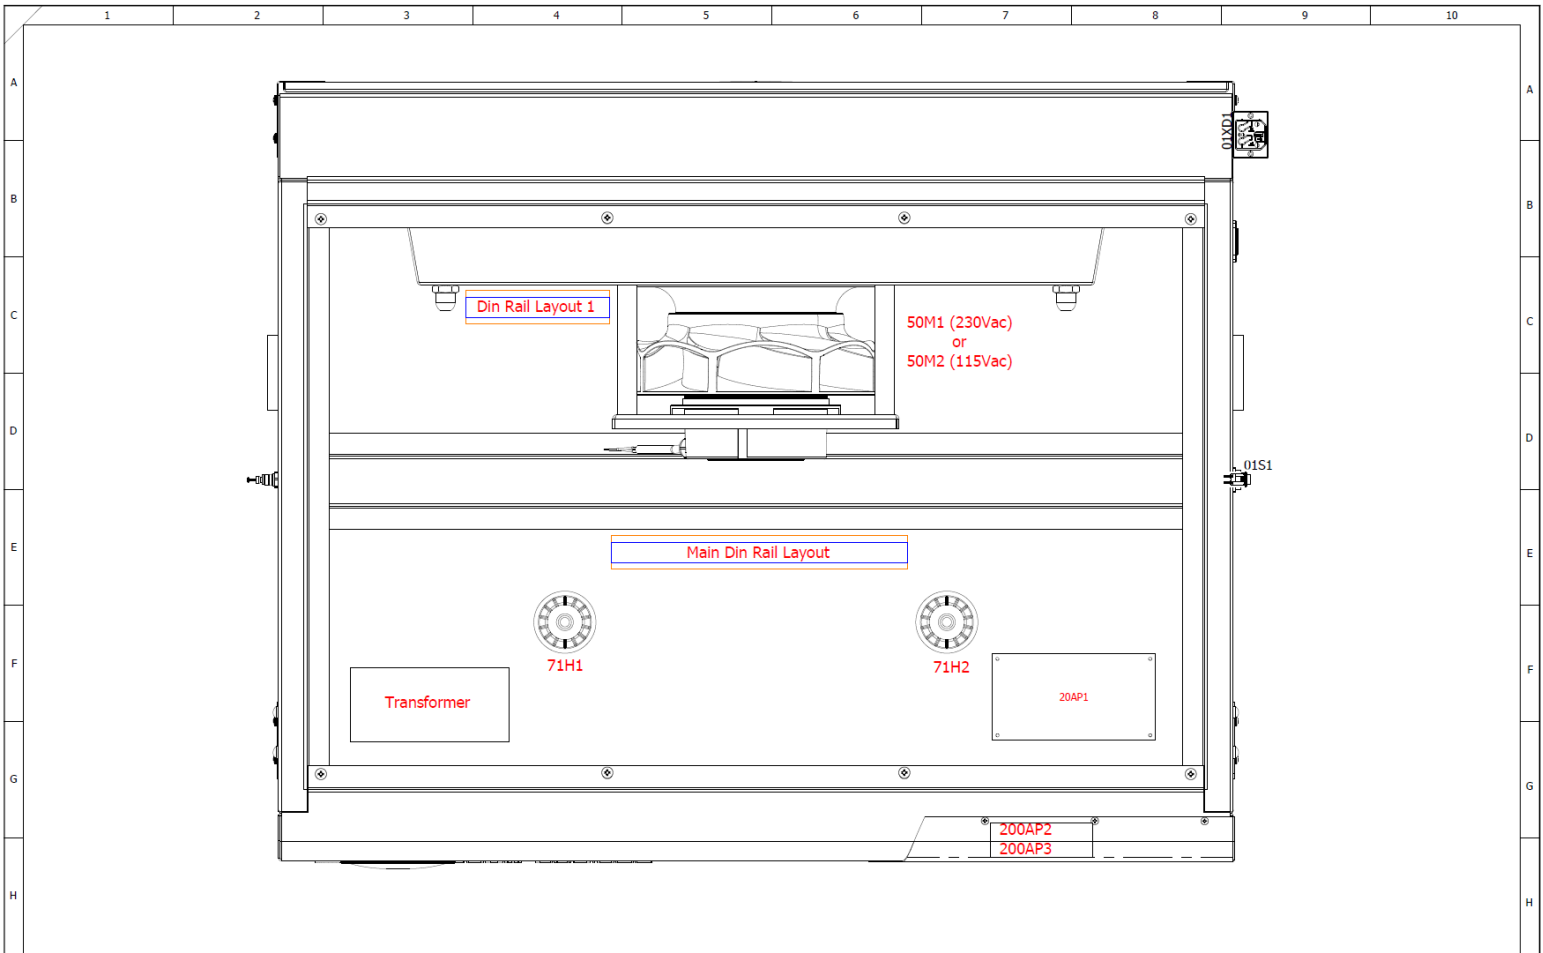 1 2 3 4 5 6 7 8 9 10
A A
01XD1
B B
Din Rail Layout 1
C C
50M1 (230Vac)
or
50M2 (115Vac)
D D
01S1
E E
Main Din Rail Layout
F F
71H1 71H2
Transformer
20AP1
G G
200AP2
200AP3
H H